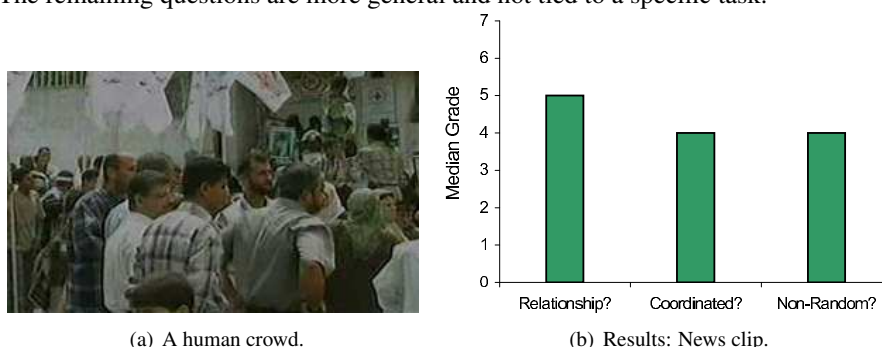 The remaining questions are more general and not tied to a specific task.
7
6
5
4
3
2
1
0
Median Grade
Relationship? Coordinated? Non-Random?
(a) A human crowd.
(b) Results: News clip.